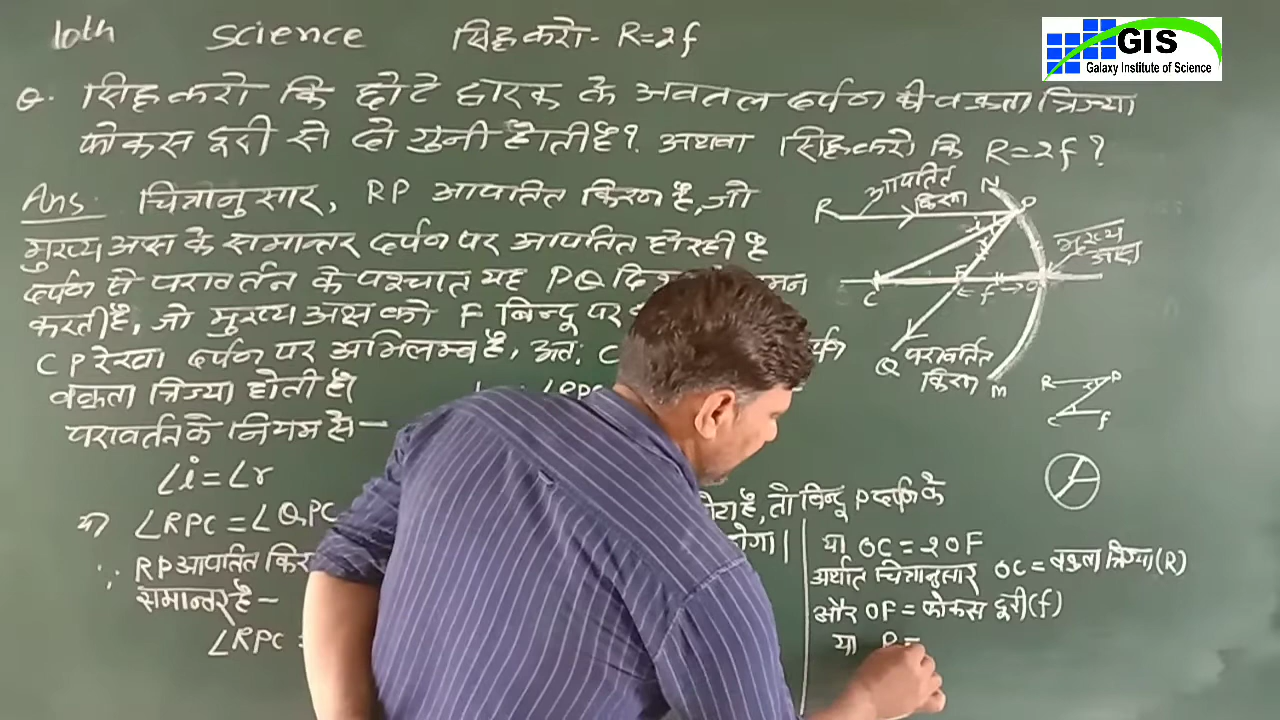 10th Science सिद्ध करो - R=2f
GIS
Galaxy Institute of Science
Q. सिद्ध करो कि छोटे द्वारक के अवतल दर्पण की वक्रता त्रिज्या
फोकस दूरी से दो गुनी होती है? अथवा सिद्ध करो कि R=2f?
Ans. चित्रानुसार, RP आपतित किरण है, जो
मुख्य अक्ष के समान्तर दर्पण पर आपतित हो रही है
दर्पण से परावर्तन के पश्चात यह PQ
करती है, जो मुख्य अक्ष को F बिन्दू पर
CP रेखा दर्पण पर अभिलम्ब है, अतः C
वक्रता त्रिज्या होती है।
परावर्तन के नियम से—
∠i = ∠r
या ∠RPC = ∠QPC
∵ RP आपतित
समान्तर है—
∠RPC =
∠RPC
है, तो बिन्दू P दर्पण के
होगा।
या OC = 2OF
अर्थात चित्रानुसार OC = वक्रता त्रिज्या (R)
और OF = फोकस दूरी (f)
या R =
R आपतित किरण N P
i
r
मुख्य अक्ष
C F f O
Q परावर्तित किरण M
R P
C F